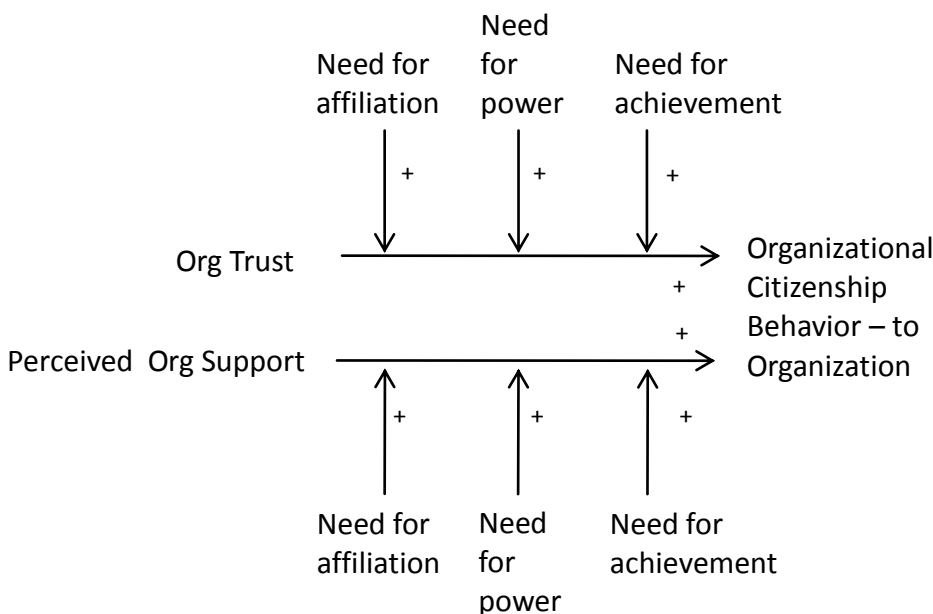 Need for
affiliation
Need
for
power
Need for
achievement
+
+
+
Org Trust
Organizational
Citizenship
Behavior – to
Organization
+
+
Perceived  Org Support
+
+
+
Need for
affiliation
Need
for
power
Need for
achievement